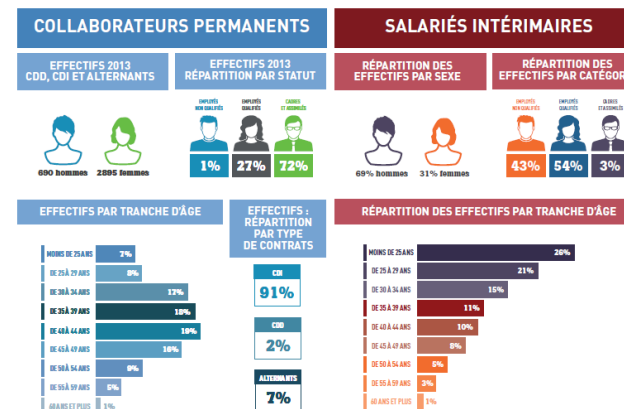 COLLABORATEURS PERMANENTS
EFFECTIFS 2013
CDD, CDI ET ALTERNANTS
690 hommes
2895 femmes
EFFECTIFS 2013
RÉPARTITION PAR STATUT
EMPLOYÉS
NON QUALIFIÉS
1%
EMPLOYÉS
QUALIFIÉS
27%
CADRES
ET ASSIMILÉS
72%
EFFECTIFS PAR TRANCHE D'ÂGE
MOINS DE 25 ANS 7%
DE 25 À 29 ANS 8%
DE 30 À 34 ANS 17%
DE 35 À 39 ANS 18%
DE 40 À 44 ANS 19%
DE 45 À 49 ANS 16%
DE 50 À 54 ANS 9%
DE 55 À 59 ANS 5%
60 ANS ET PLUS 1%
EFFECTIFS :
RÉPARTITION
PAR TYPE
DE CONTRATS
CDI
91%
CDD
2%
ALTERNANTS
7%
SALARIÉS INTÉRIMAIRES
RÉPARTITION DES
EFFECTIFS PAR SEXE
69% hommes
31% femmes
RÉPARTITION DES
EFFECTIFS PAR CATÉGOR
EMPLOYÉS
NON QUALIFIÉS
43%
EMPLOYÉS
QUALIFIÉS
54%
CADRES
ET ASSIMILÉS
3%
RÉPARTITION DES EFFECTIFS PAR TRANCHE D'ÂGE
MOINS DE 25 ANS 26%
DE 25 À 29 ANS 21%
DE 30 À 34 ANS 15%
DE 35 À 39 ANS 11%
DE 40 À 44 ANS 10%
DE 45 À 49 ANS 8%
DE 50 À 54 ANS 5%
DE 55 À 59 ANS 3%
60 ANS ET PLUS 1%